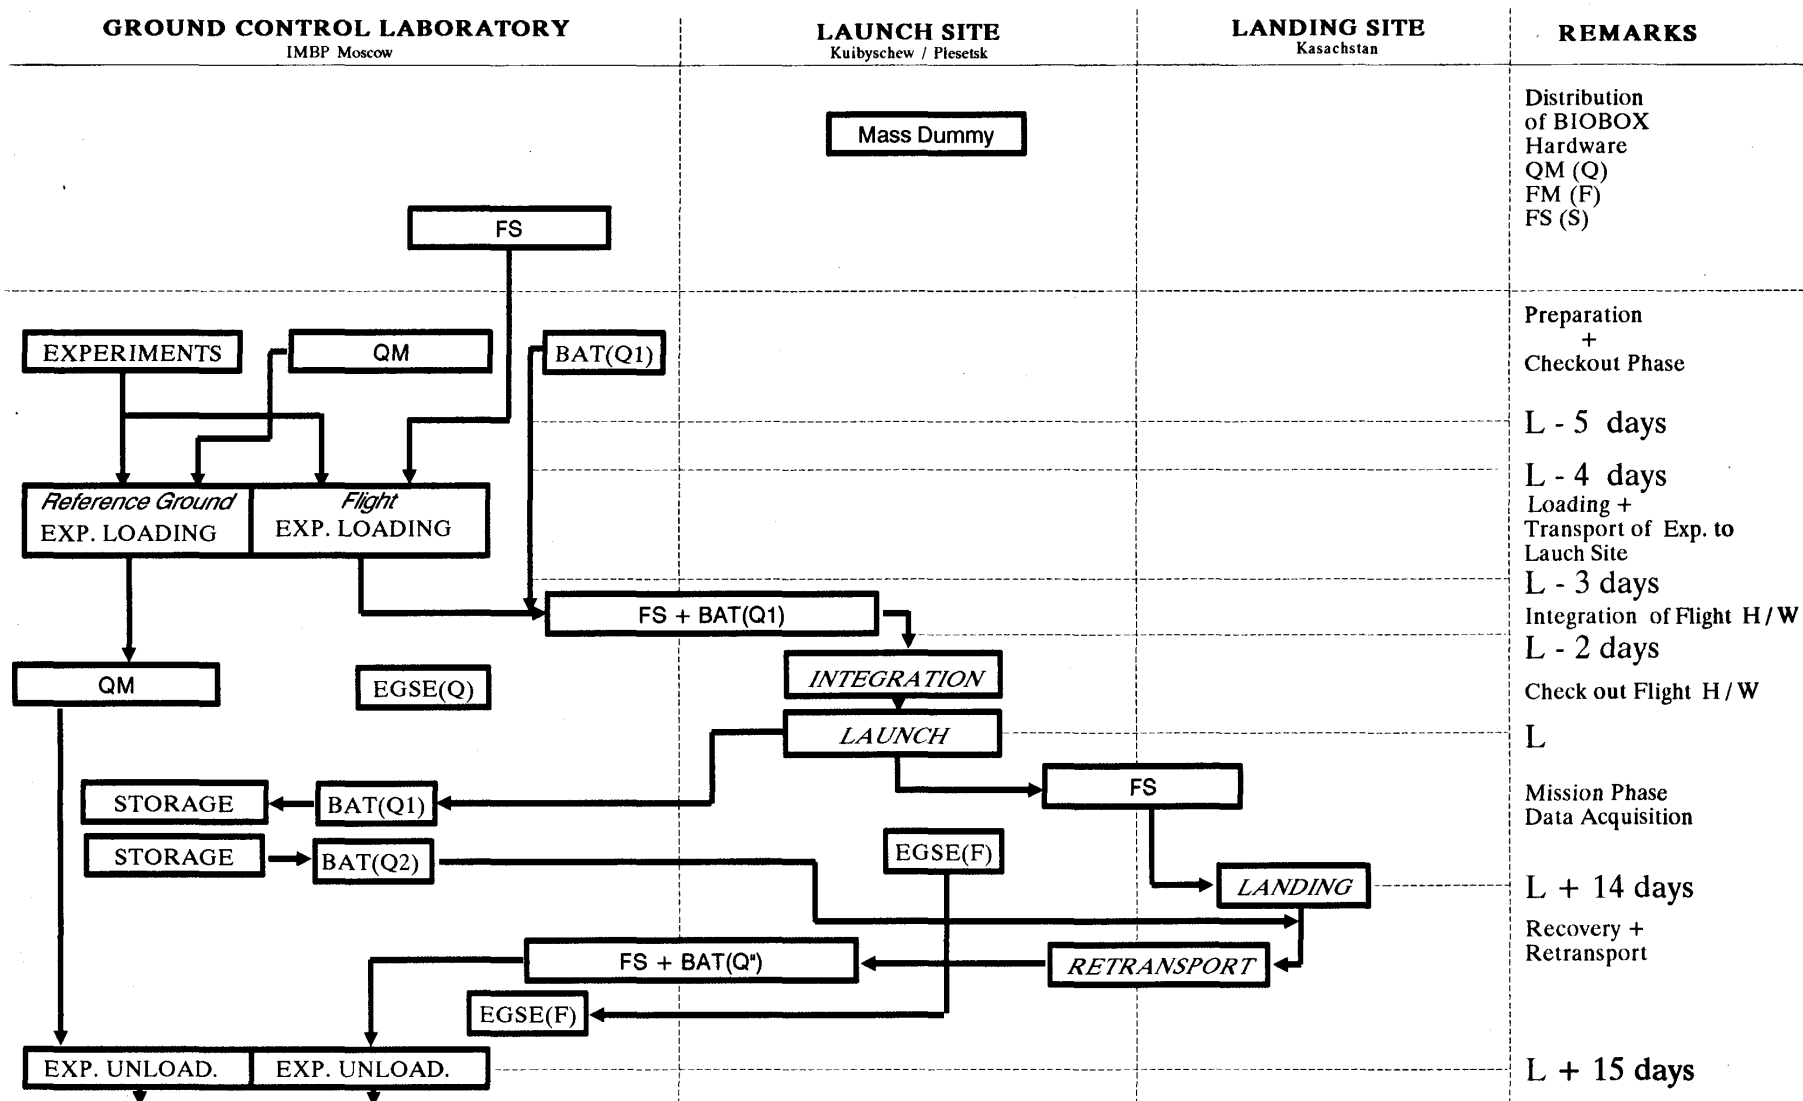 GROUND CONTROL LABORATORY
IMBP Moscow
LAUNCH SITE
Kuibyschew / Plesetsk
LANDING SITE
Kasachstan
REMARKS
Mass Dummy
Distribution
of BIOBOX
Hardware
QM (Q)
FM (F)
FS (S)
FS
EXPERIMENTS
QM
BAT(Q1)
Preparation
+
Checkout Phase
L - 5 days
L - 4 days
Reference Ground
EXP. LOADING
Flight
EXP. LOADING
Loading +
Transport of Exp. to
Lauch Site
L - 3 days
FS + BAT(Q1)
Integration of Flight H / W
L - 2 days
QM
EGSE(Q)
INTEGRATION
Check out Flight H / W
LAUNCH
L
STORAGE
BAT(Q1)
FS
Mission Phase
Data Acquisition
STORAGE
BAT(Q2)
EGSE(F)
LANDING
L + 14 days
Recovery +
Retransport
FS + BAT(Q")
RETRANSPORT
EGSE(F)
EXP. UNLOAD.
EXP. UNLOAD.
L + 15 days